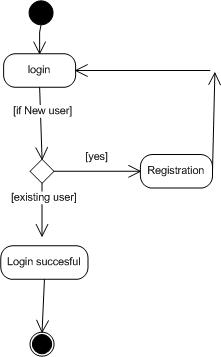 login
[if New user]
[yes]
Registration
[existing user]
Login succesful